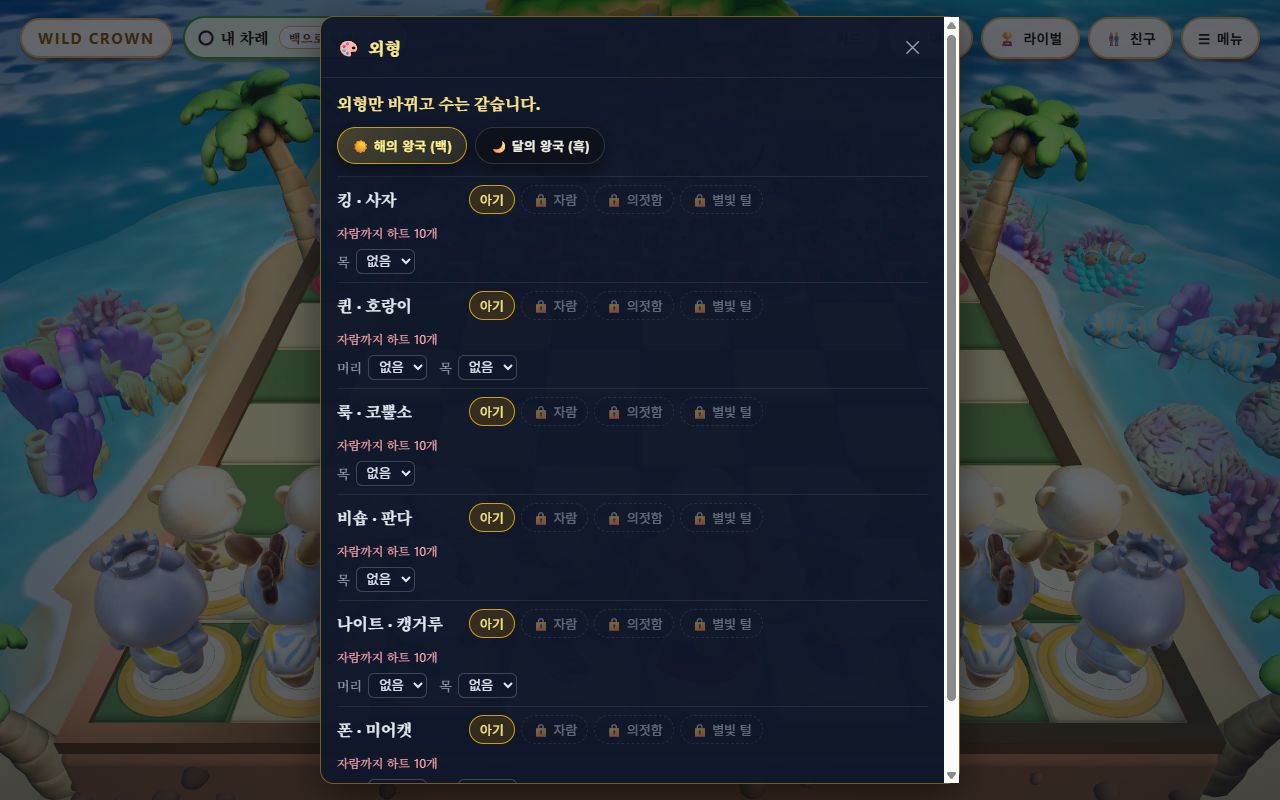 WILD CROWN
내 차례
백으로
라이벌
친구
☰ 메뉴
외형
외형만 바뀌고 수는 같습니다.
해의 왕국 (백)
달의 왕국 (흑)
킹 · 사자 아기 자람 의젓함 별빛 털
자람까지 하트 10개
목 없음
퀸 · 호랑이 아기 자람 의젓함 별빛 털
자람까지 하트 10개
머리 없음 목 없음
룩 · 코뿔소 아기 자람 의젓함 별빛 털
자람까지 하트 10개
목 없음
비숍 · 판다 아기 자람 의젓함 별빛 털
자람까지 하트 10개
목 없음
나이트 · 캥거루 아기 자람 의젓함 별빛 털
자람까지 하트 10개
머리 없음 목 없음
폰 · 미어캣 아기 자람 의젓함 별빛 털
자람까지 하트 10개